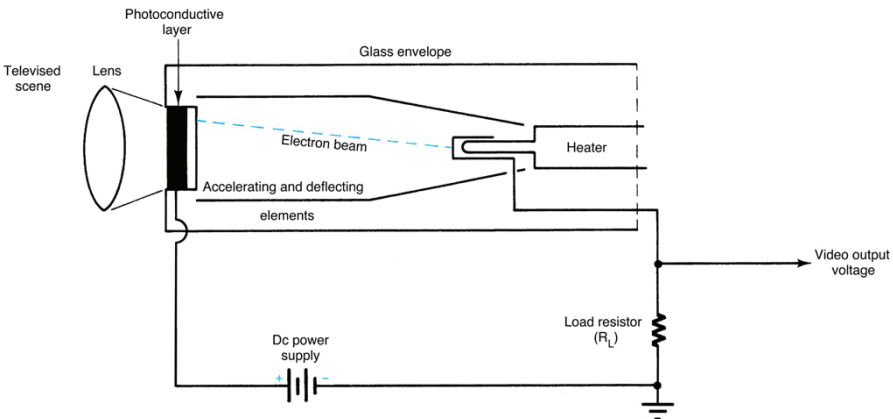 Photoconductive
layer
Glass envelope
Televised
scene
Lens
Electron beam
Heater
Accelerating and deflecting
elements
Video output
voltage
Load resistor
(RL)
Dc power
supply
+
−